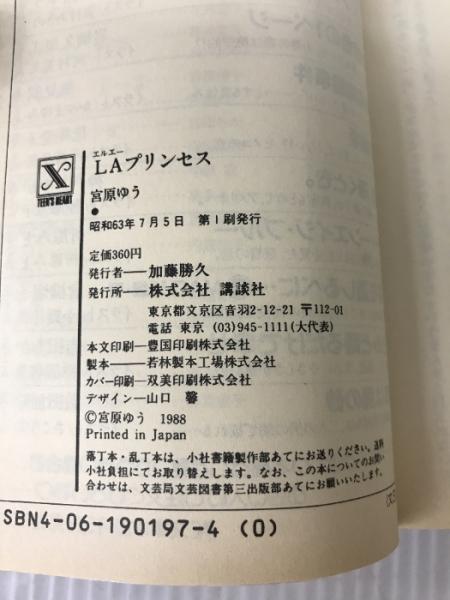 X
TEEN'S HEART
エルエー
LAプリンセス
宮原ゆう
●
昭和63年7月5日 第1刷発行
定価360円
発行者──加藤勝久
発行所──株式会社 講談社
東京都文京区音羽2-12-21 〒112-01
電話 東京 (03)945-1111(大代表)
本文印刷──豊国印刷株式会社
製本──若林製本工場株式会社
カバー印刷──双美印刷株式会社
デザイン──山口 馨
©宮原ゆう 1988
Printed in Japan
落丁本・乱丁本は、小社書籍製作部あてにお送りください。送料
小社負担にてお取り替えします。なお、この本についてのお問い
合わせは、文芸局文芸図書第三出版部あてにお願いいたします。
SBN4-06-190197-4 (0)